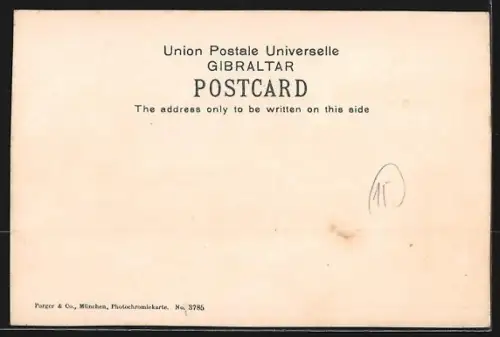 Union Postale Universelle
GIBRALTAR
POSTCARD
The address only to be written on this side
15
Purger & Co., München, Photochromiekarte. No. 3785